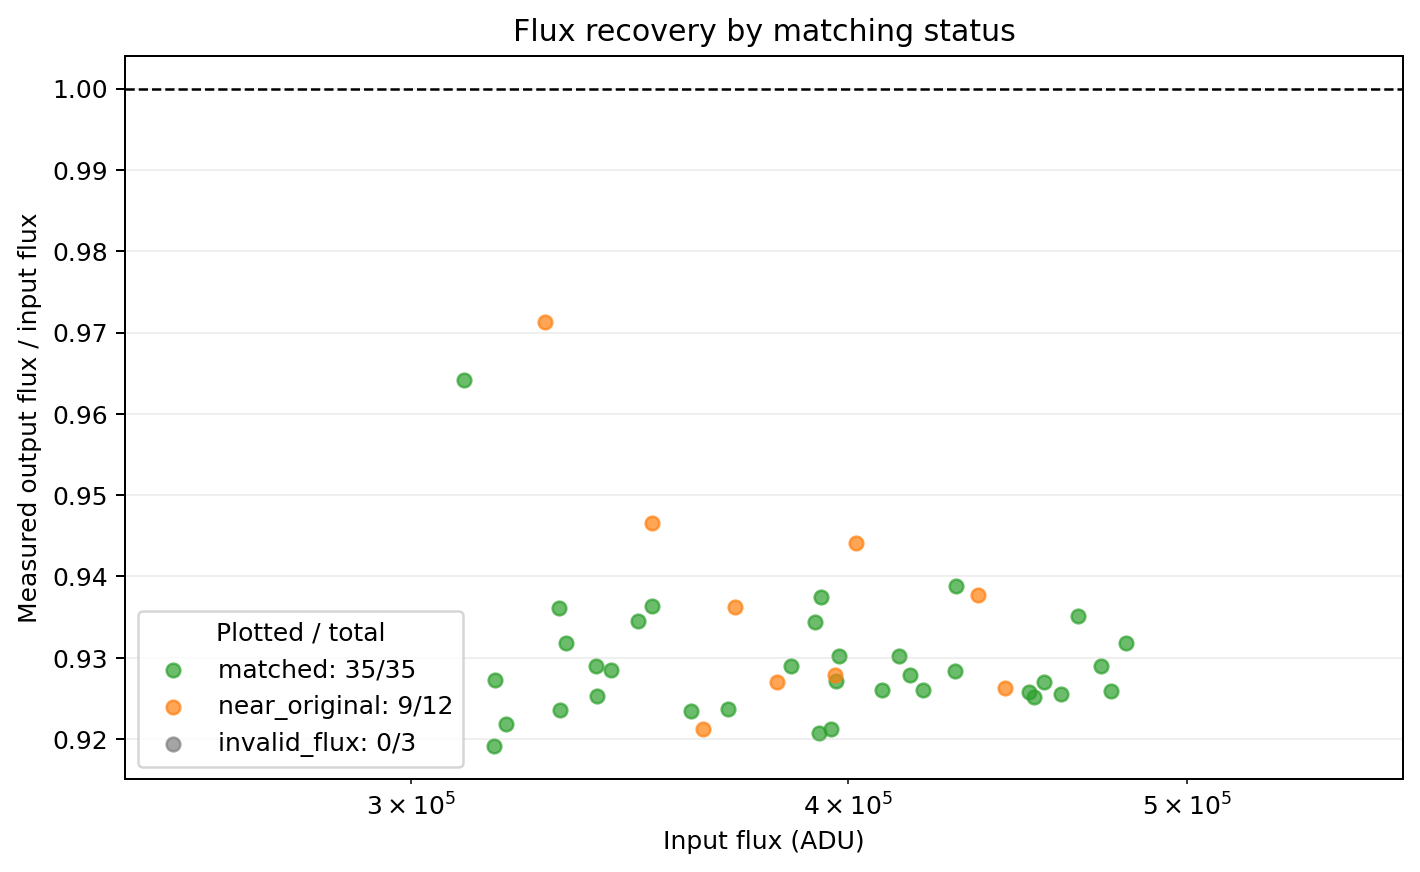 Flux recovery by matching status
Measured output flux / input flux
1.00
0.99
0.98
0.97
0.96
0.95
0.94
0.93
0.92
Plotted / total
matched: 35/35
near_original: 9/12
invalid_flux: 0/3
3 × 10⁵
4 × 10⁵
5 × 10⁵
Input flux (ADU)